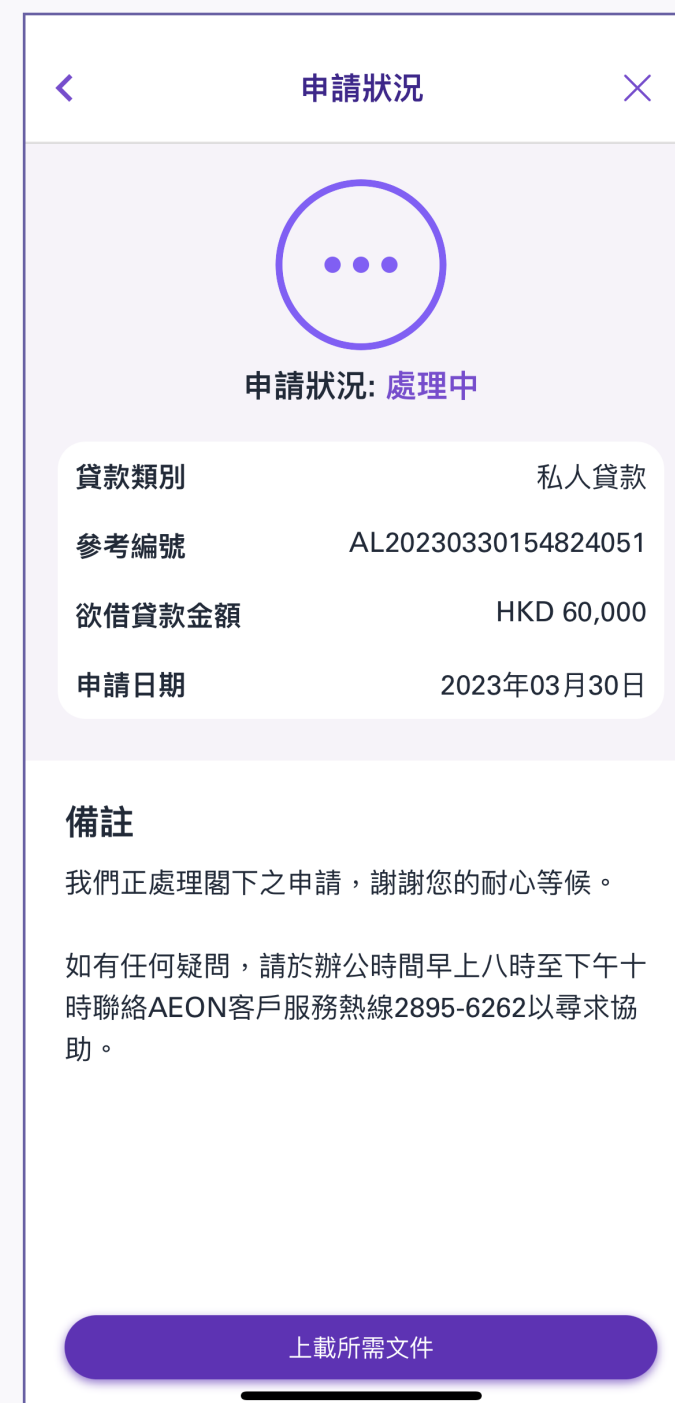 申請狀況
申請狀況: 處理中
貸款類別 私人貸款
參考編號 AL20230330154824051
欲借貸款金額 HKD 60,000
申請日期 2023年03月30日
備註
我們正處理閣下之申請，謝謝您的耐心等候。
如有任何疑問，請於辦公時間早上八時至下午十
時聯絡AEON客戶服務熱線2895-6262以尋求協
助。
上載所需文件